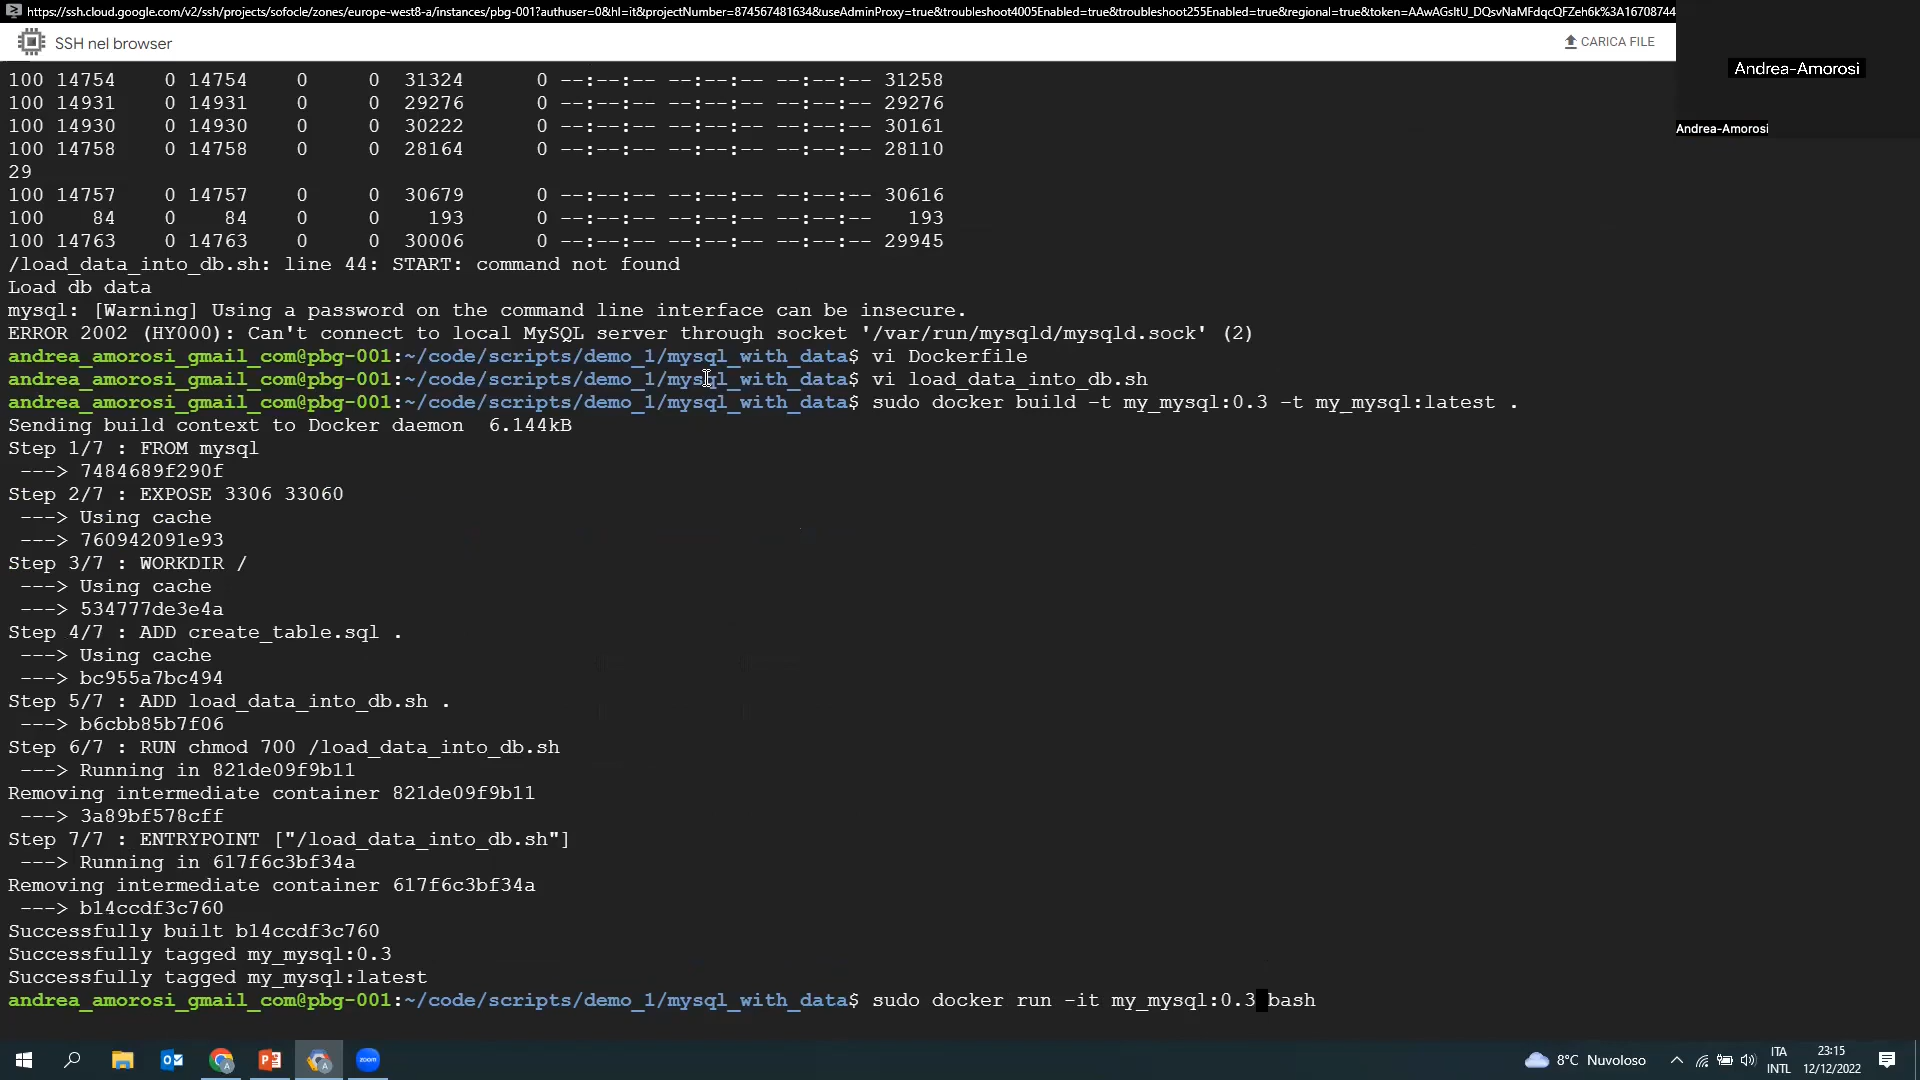 https://ssh.cloud.google.com/v2/ssh/projects/sofocle/zones/europe-west8-a/instances/pbg-001?authuser=0&hl=it&projectNumber=874567481634&useAdminProxy=true&troubleshoot4005Enabled=true&troubleshoot255Enabled=true&regional=true&token=AAwAGsltU_DQsvNaMFdqcQFZeh6k%3A16708744
SSH nel browser
CARICA FILE
Andrea-Amorosi
Andrea-Amorosi
100 14754    0 14754    0      0  31324      0 --:--:-- --:--:-- --:--:-- 31258
100 14931    0 14931    0      0  29276      0 --:--:-- --:--:-- --:--:-- 29276
100 14930    0 14930    0      0  30222      0 --:--:-- --:--:-- --:--:-- 30161
100 14758    0 14758    0      0  28164      0 --:--:-- --:--:-- --:--:-- 28110
29
100 14757    0 14757    0      0  30679      0 --:--:-- --:--:-- --:--:-- 30616
100    84    0    84    0      0    193      0 --:--:-- --:--:-- --:--:--   193
100 14763    0 14763    0      0  30006      0 --:--:-- --:--:-- --:--:-- 29945
/load_data_into_db.sh: line 44: START: command not found
Load db data
mysql: [Warning] Using a password on the command line interface can be insecure.
ERROR 2002 (HY000): Can't connect to local MySQL server through socket '/var/run/mysqld/mysqld.sock' (2)
andrea_amorosi_gmail_com@pbg-001:~/code/scripts/demo_1/mysql_with_data$ vi Dockerfile
andrea_amorosi_gmail_com@pbg-001:~/code/scripts/demo_1/mysql_with_data$ vi load_data_into_db.sh
andrea_amorosi_gmail_com@pbg-001:~/code/scripts/demo_1/mysql_with_data$ sudo docker build -t my_mysql:0.3 -t my_mysql:latest .
Sending build context to Docker daemon  6.144kB
Step 1/7 : FROM mysql
 ---> 7484689f290f
Step 2/7 : EXPOSE 3306 33060
 ---> Using cache
 ---> 760942091e93
Step 3/7 : WORKDIR /
 ---> Using cache
 ---> 534777de3e4a
Step 4/7 : ADD create_table.sql .
 ---> Using cache
 ---> bc955a7bc494
Step 5/7 : ADD load_data_into_db.sh .
 ---> b6cbb85b7f06
Step 6/7 : RUN chmod 700 /load_data_into_db.sh
 ---> Running in 821de09f9b11
Removing intermediate container 821de09f9b11
 ---> 3a89bf578cff
Step 7/7 : ENTRYPOINT ["/load_data_into_db.sh"]
 ---> Running in 617f6c3bf34a
Removing intermediate container 617f6c3bf34a
 ---> b14ccdf3c760
Successfully built b14ccdf3c760
Successfully tagged my_mysql:0.3
Successfully tagged my_mysql:latest
andrea_amorosi_gmail_com@pbg-001:~/code/scripts/demo_1/mysql_with_data$ sudo docker run -it my_mysql:0.3 bash
zoom
8°C Nuvoloso
ITA
INTL
23:15
12/12/2022